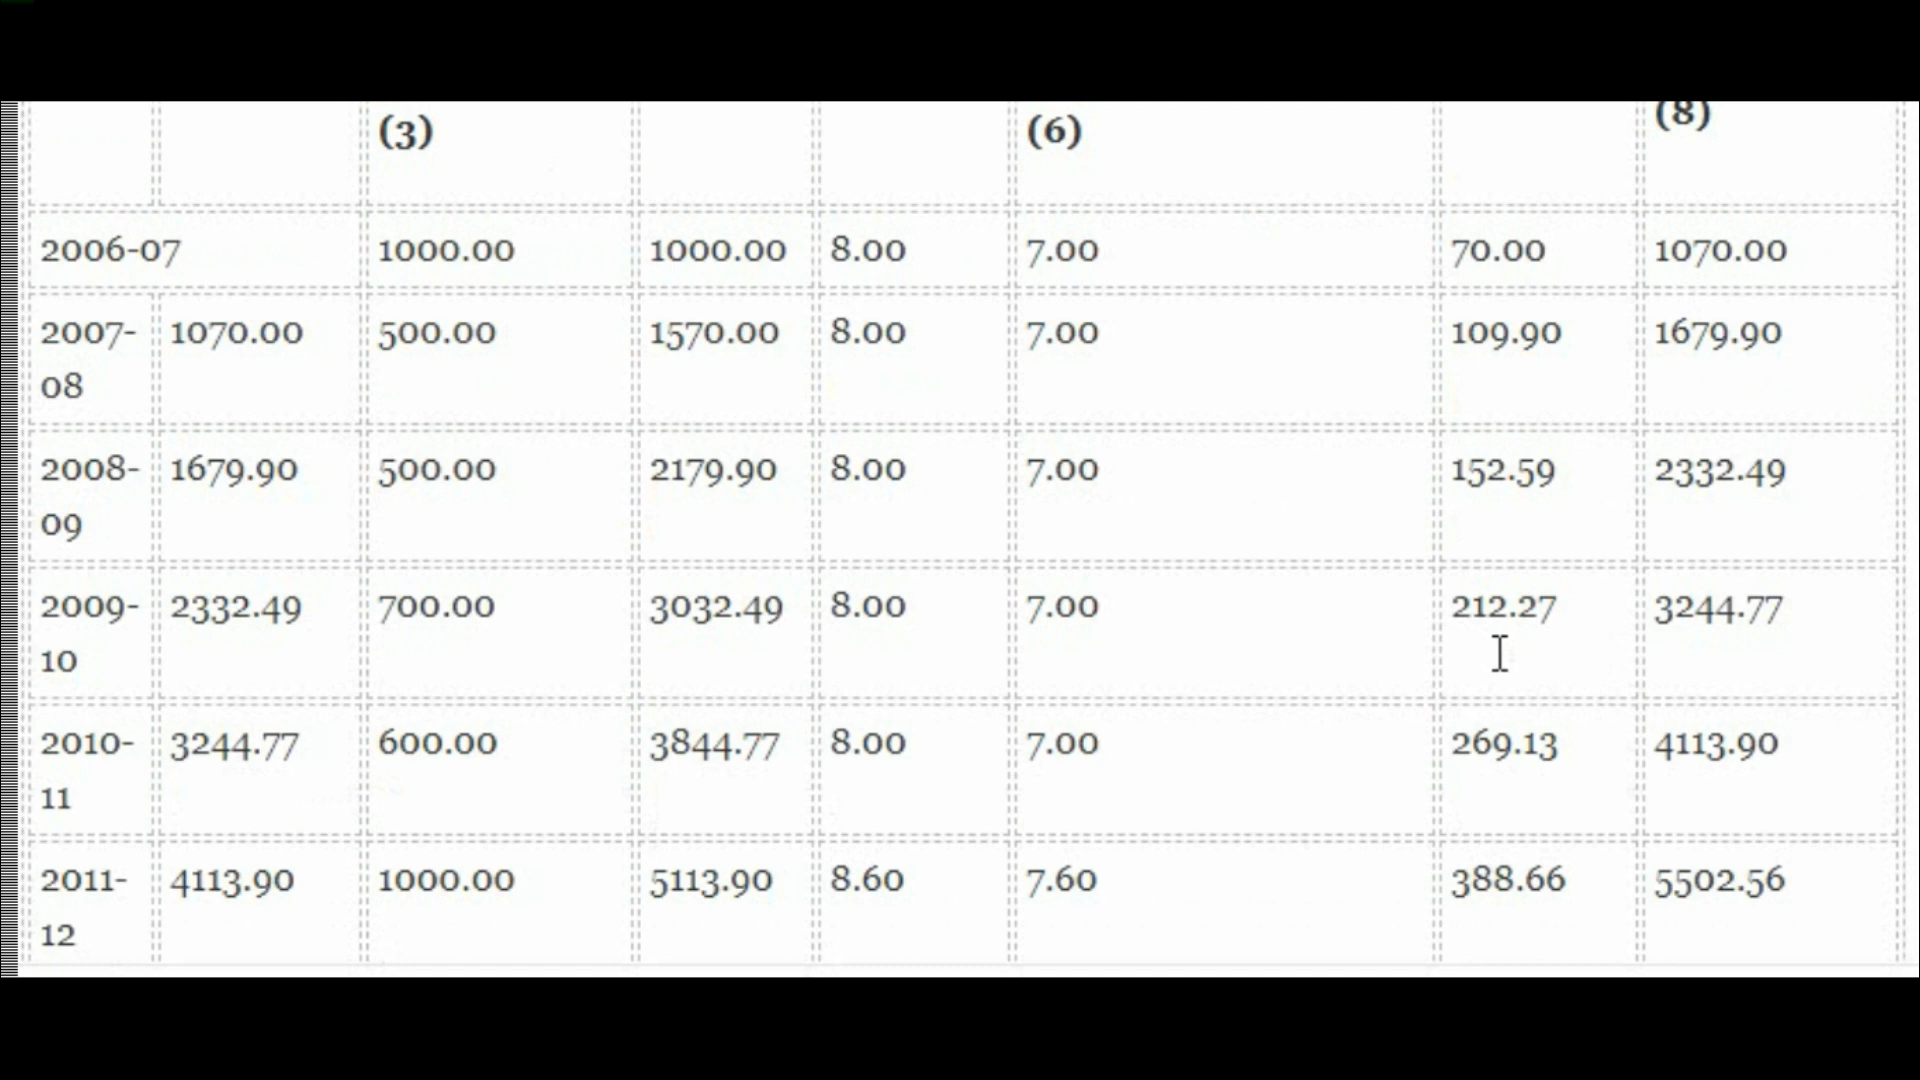 (3) (6) (8)
2006-07 1000.00 1000.00 8.00 7.00 70.00 1070.00
2007- 1070.00 500.00 1570.00 8.00 7.00 109.90 1679.90
08
2008- 1679.90 500.00 2179.90 8.00 7.00 152.59 2332.49
09
2009- 2332.49 700.00 3032.49 8.00 7.00 212.27 3244.77
10
2010- 3244.77 600.00 3844.77 8.00 7.00 269.13 4113.90
11
2011- 4113.90 1000.00 5113.90 8.60 7.60 388.66 5502.56
12